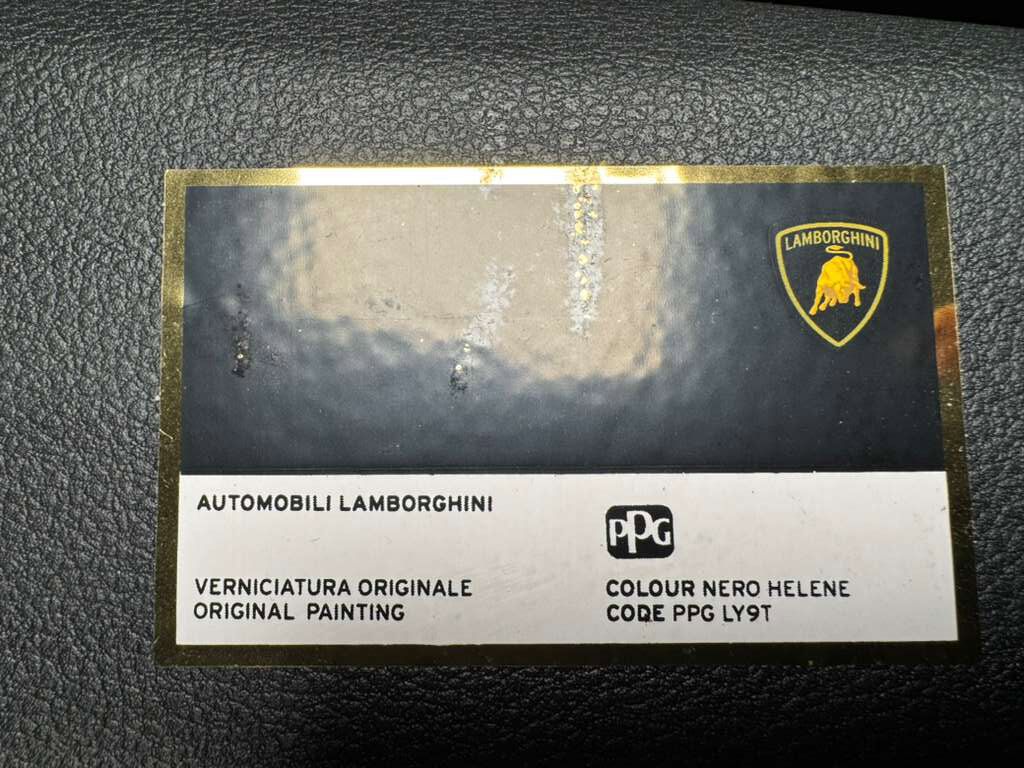 LAMBORGHINI
AUTOMOBILI LAMBORGHINI
PPG
VERNICIATURA ORIGINALE
ORIGINAL PAINTING
COLOUR NERO HELENE
CODE PPG LY9T